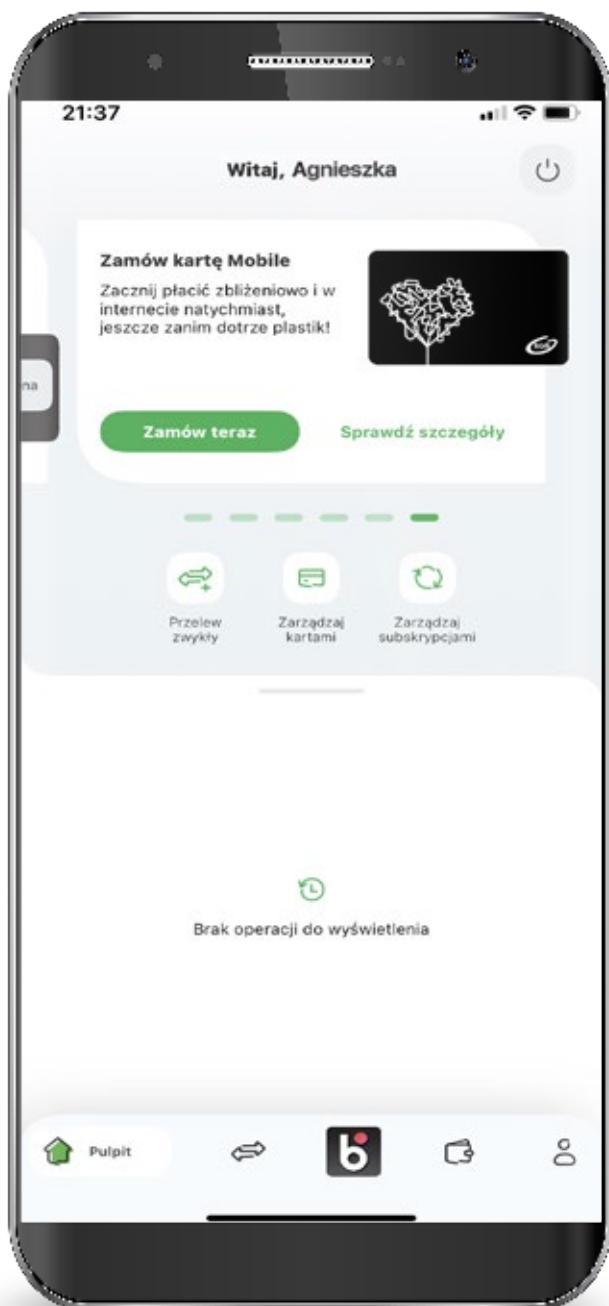 21:37
Witaj, Agnieszka
Zamów kartę Mobile
Zacznij płacić zbliżeniowo i w
internecie natychmiast,
jeszcze zanim dotrze plastik!
na
Zamów teraz
Sprawdź szczegóły
Przelew
zwykły
Zarządzaj
kartami
Zarządzaj
subskrypcjami
Brak operacji do wyświetlenia
Pulpit
b